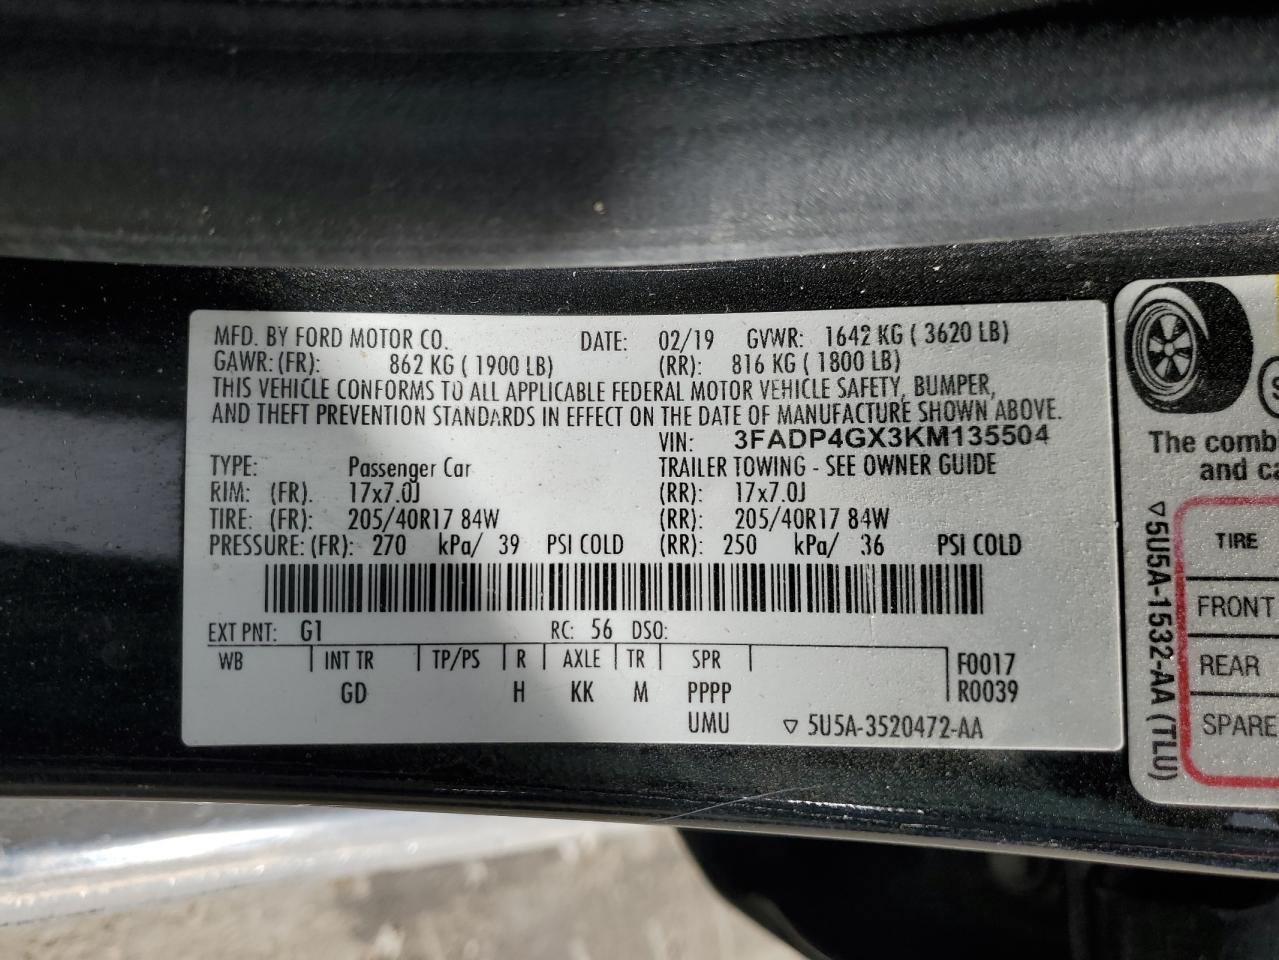 MFD. BY FORD MOTOR CO. DATE: 02/19 GVWR: 1642 KG ( 3620 LB)
GAWR: (FR): 862 KG ( 1900 LB) (RR): 816 KG ( 1800 LB)
THIS VEHICLE CONFORMS TO ALL APPLICABLE FEDERAL MOTOR VEHICLE SAFETY, BUMPER,
AND THEFT PREVENTION STANDARDS IN EFFECT ON THE DATE OF MANUFACTURE SHOWN ABOVE.
VIN: 3FADP4GX3KM135504
TYPE: Passenger Car TRAILER TOWING - SEE OWNER GUIDE
RIM: (FR). 17x7.0J (RR): 17x7.0J
TIRE: (FR): 205/40R17 84W (RR): 205/40R17 84W
PRESSURE: (FR): 270 kPa/ 39 PSI COLD (RR): 250 kPa/ 36 PSI COLD
EXT PNT: G1 RC: 56 DSO:
WB INT TR TP/PS R AXLE TR SPR F0017
GD H KK M PPPP R0039
UMU ▽ 5U5A-3520472-AA
The comb
and ca
▽5U5A-1532-AA (TLU)
TIRE
FRONT
REAR
SPARE